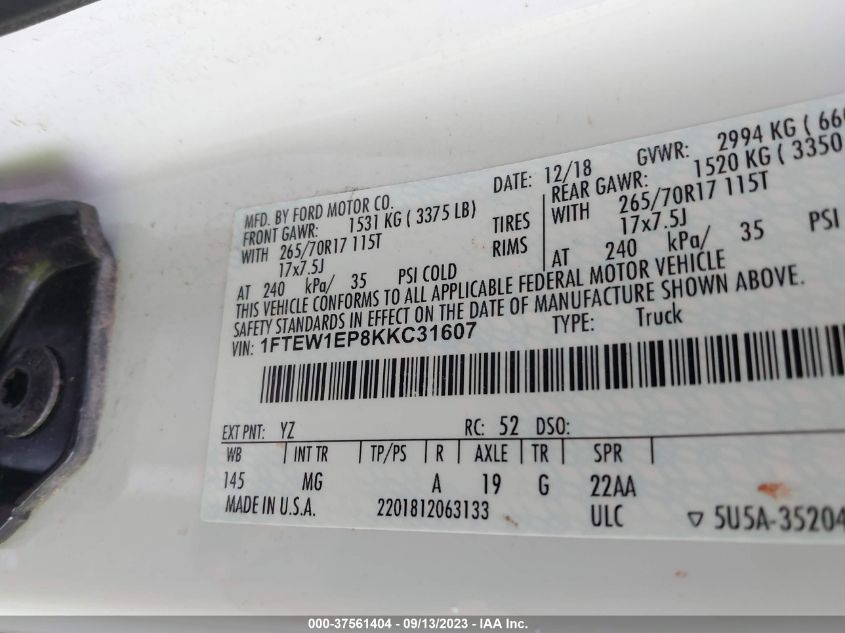 MFD. BY FORD MOTOR CO.
DATE: 12/18
GVWR: 2994 KG ( 660
FRONT GAWR: 1531 KG ( 3375 LB)
REAR GAWR: 1520 KG ( 3350
WITH 265/70R17 115T TIRES
WITH 265/70R17 115T
17x7.5J RIMS
17x7.5J
AT 240 kPa/ 35 PSI COLD
AT 240 kPa/ 35 PSI
THIS VEHICLE CONFORMS TO ALL APPLICABLE FEDERAL MOTOR VEHICLE
SAFETY STANDARDS IN EFFECT ON THE DATE OF MANUFACTURE SHOWN ABOVE.
VIN: 1FTEW1EP8KKC31607 TYPE: Truck
EXT PNT: YZ RC: 52 DSO:
WB INT TR TP/PS R AXLE TR SPR
145 MG A 19 G 22AA
MADE IN U.S.A. 2201812063133 ULC ▽ 5U5A-35204
000-37561404 - 09/13/2023 - IAA Inc.